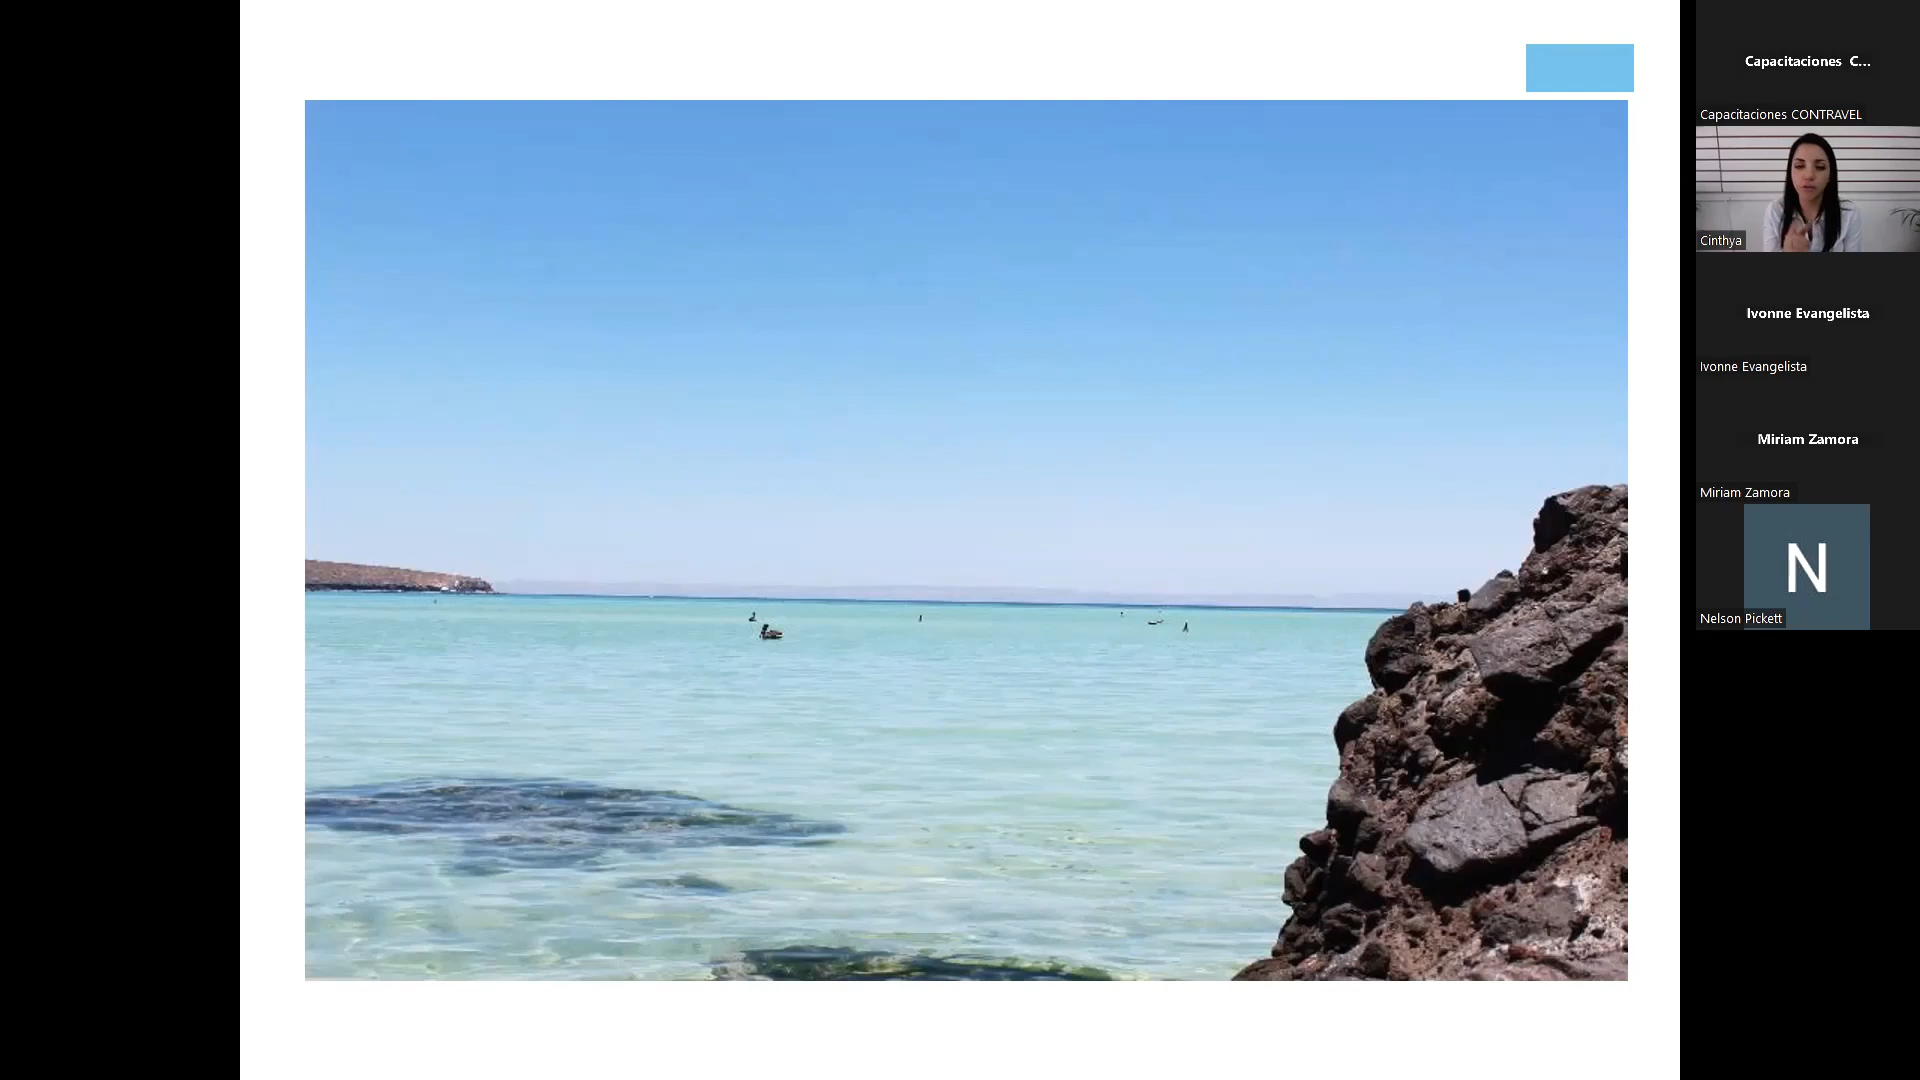 Capacitaciones C...
Capacitaciones CONTRAVEL
Cinthya
Ivonne Evangelista
Ivonne Evangelista
Miriam Zamora
Miriam Zamora
N
Nelson Pickett